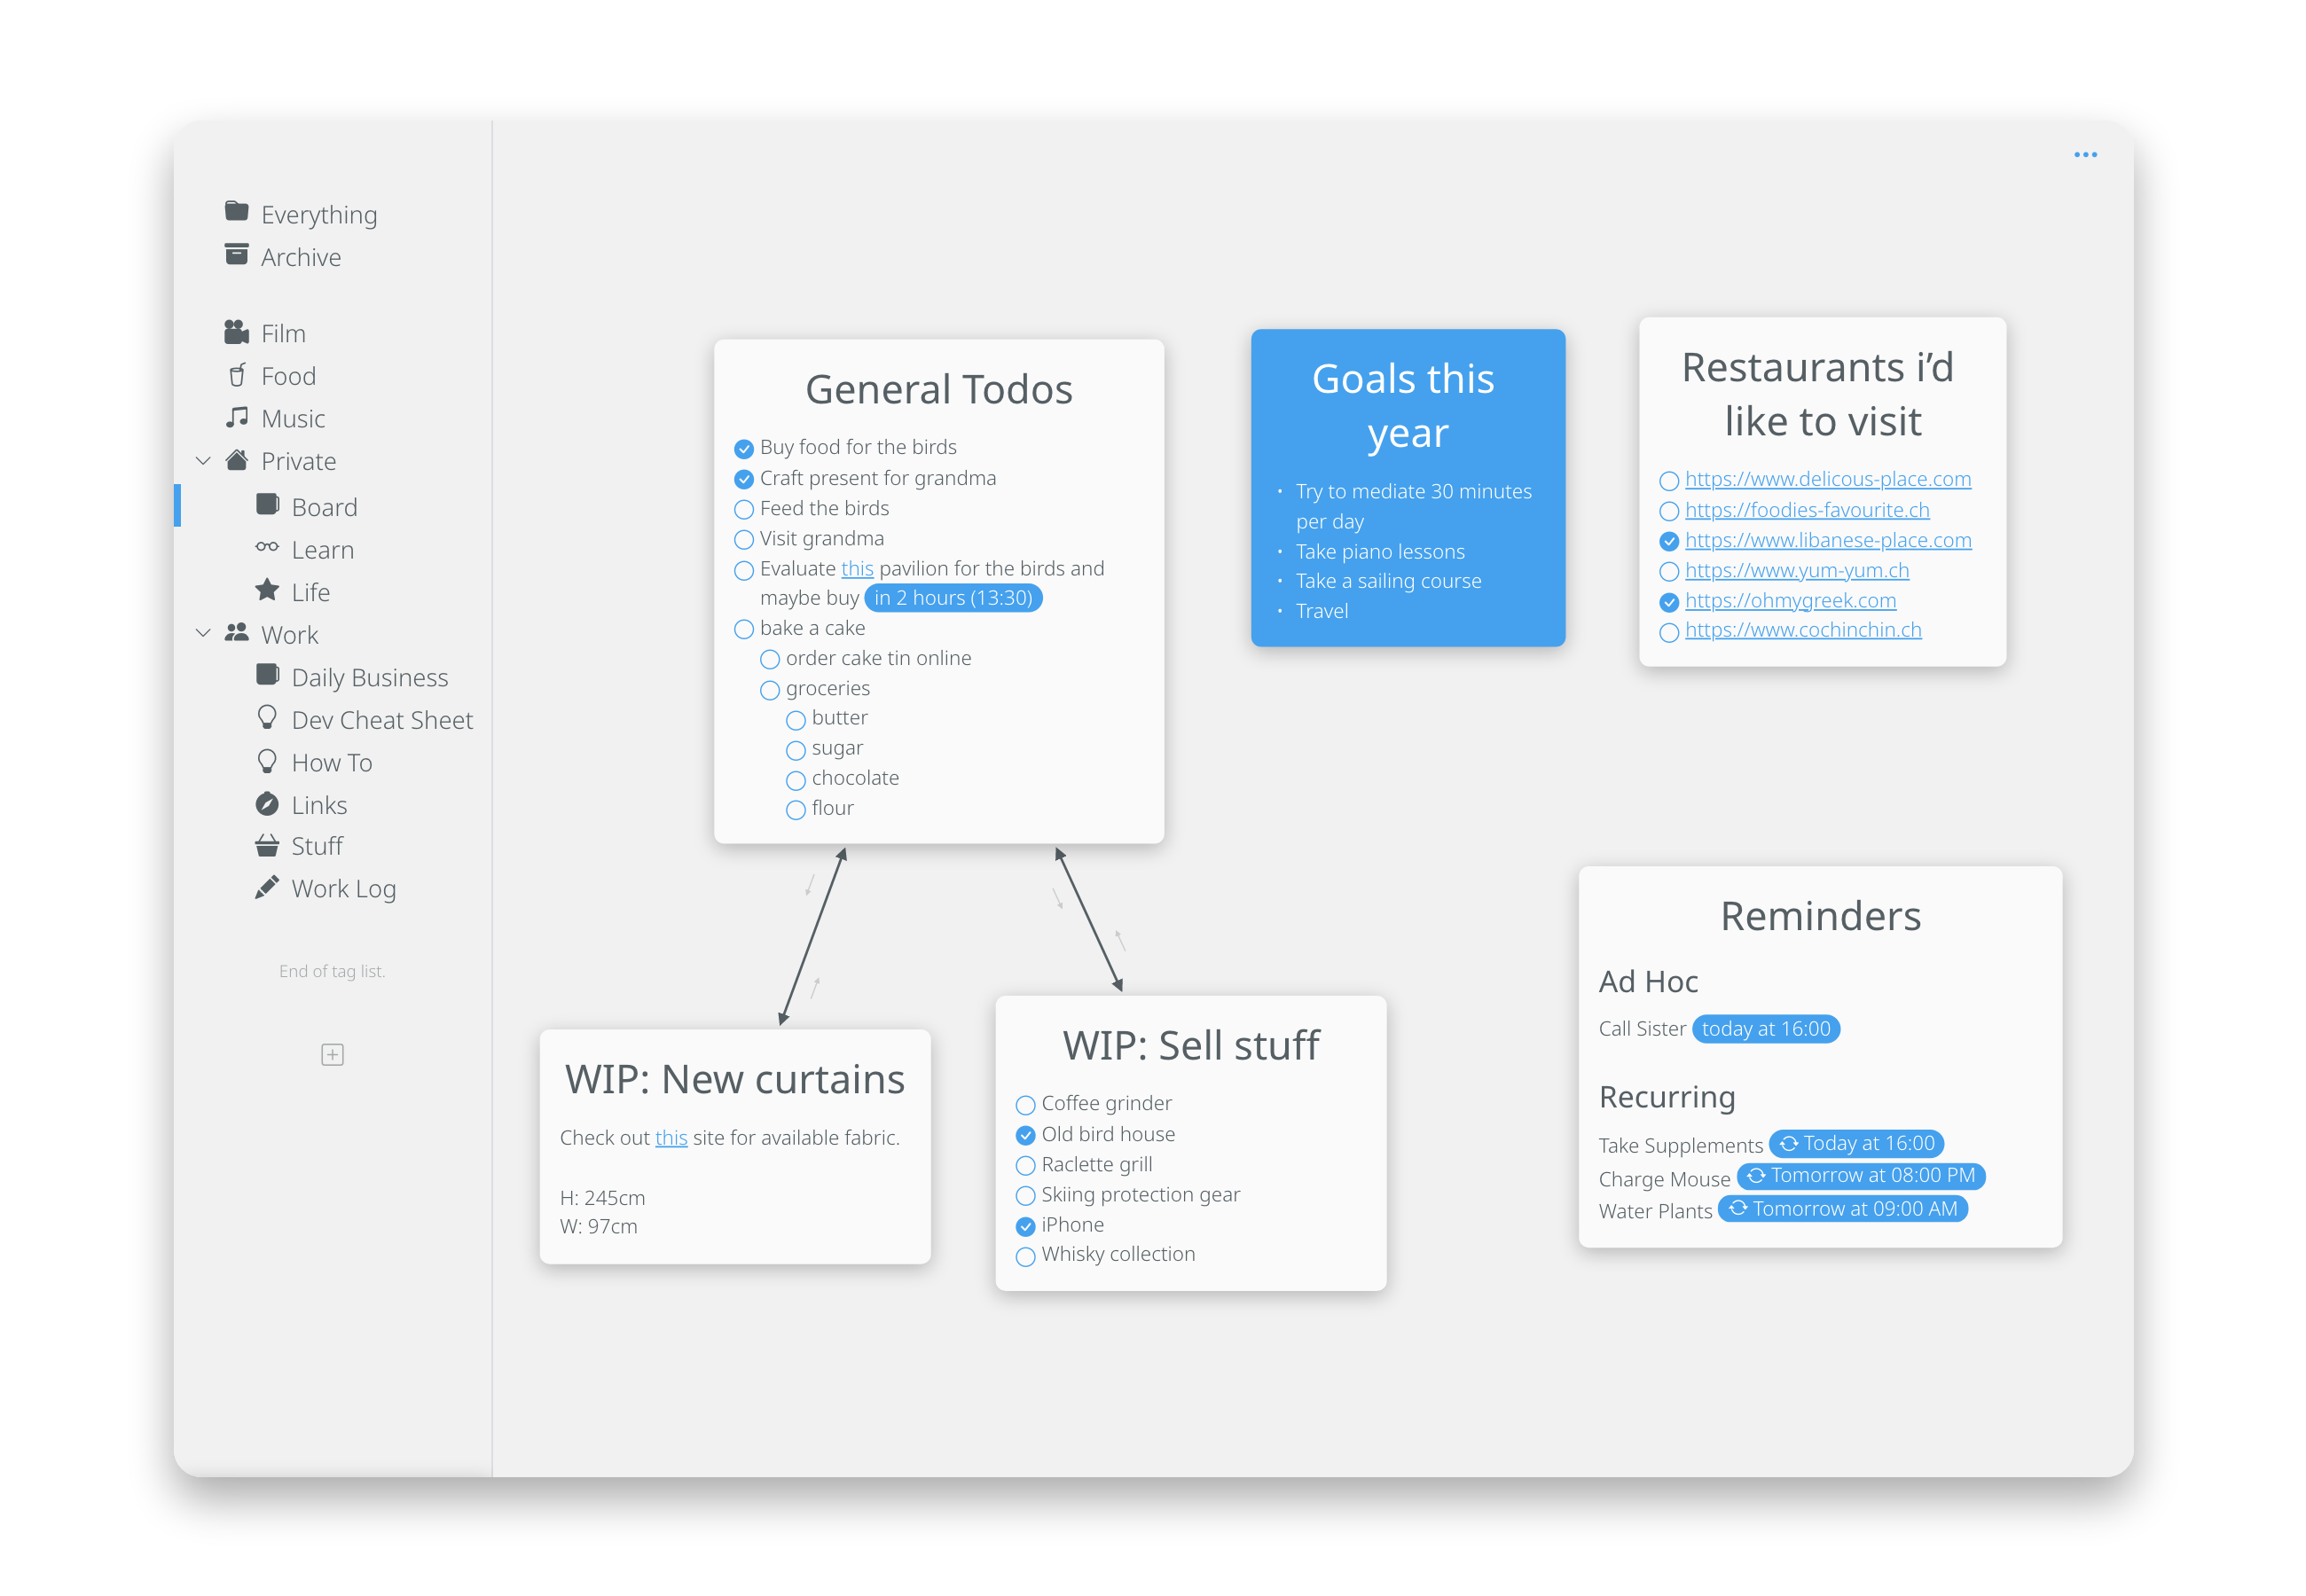 Everything
Archive
Film
Food
Music
Private
Board
Learn
Life
Work
Daily Business
Dev Cheat Sheet
How To
Links
Stuff
Work Log
End of tag list.
General Todos
Buy food for the birds
Craft present for grandma
Feed the birds
Visit grandma
Evaluate this pavilion for the birds and
maybe buy in 2 hours (13:30)
bake a cake
order cake tin online
groceries
butter
sugar
chocolate
flour
Goals this
year
• Try to mediate 30 minutes
per day
• Take piano lessons
• Take a sailing course
• Travel
Restaurants i’d
like to visit
https://www.delicous-place.com
https://foodies-favourite.ch
https://www.libanese-place.com
https://www.yum-yum.ch
https://ohmygreek.com
https://www.cochinchin.ch
WIP: New curtains
Check out this site for available fabric.
H: 245cm
W: 97cm
WIP: Sell stuff
Coffee grinder
Old bird house
Raclette grill
Skiing protection gear
iPhone
Whisky collection
Reminders
Ad Hoc
Call Sister today at 16:00
Recurring
Take Supplements Today at 16:00
Charge Mouse Tomorrow at 08:00 PM
Water Plants Tomorrow at 09:00 AM